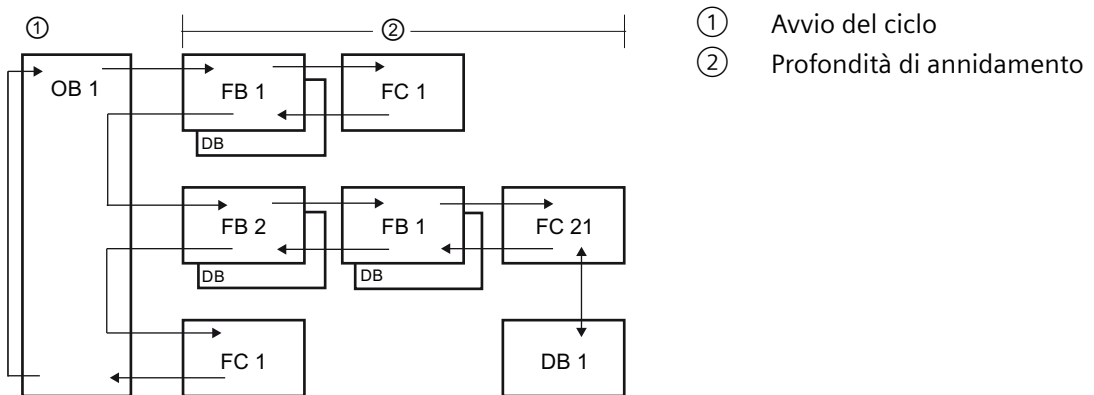 ① ② ① Avvio del ciclo
② Profondità di annidamento
OB 1 FB 1 FC 1
DB
FB 2 FB 1 FC 21
DB DB
FC 1 DB 1